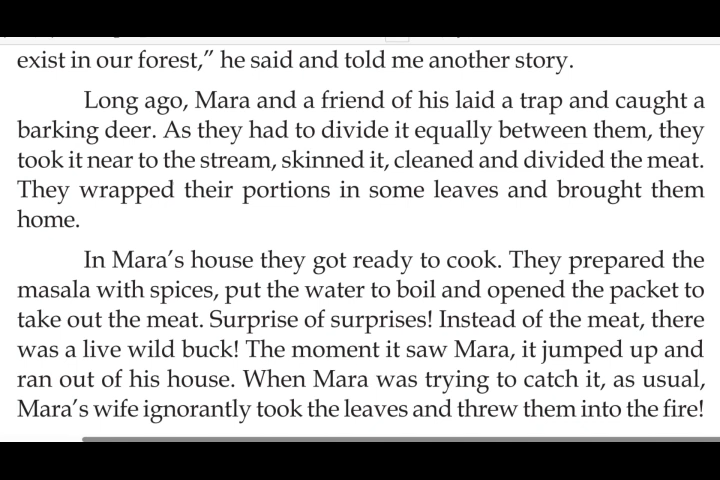 exist in our forest,” he said and told me another story.
Long ago, Mara and a friend of his laid a trap and caught a
barking deer. As they had to divide it equally between them, they
took it near to the stream, skinned it, cleaned and divided the meat.
They wrapped their portions in some leaves and brought them
home.
In Mara’s house they got ready to cook. They prepared the
masala with spices, put the water to boil and opened the packet to
take out the meat. Surprise of surprises! Instead of the meat, there
was a live wild buck! The moment it saw Mara, it jumped up and
ran out of his house. When Mara was trying to catch it, as usual,
Mara’s wife ignorantly took the leaves and threw them into the fire!